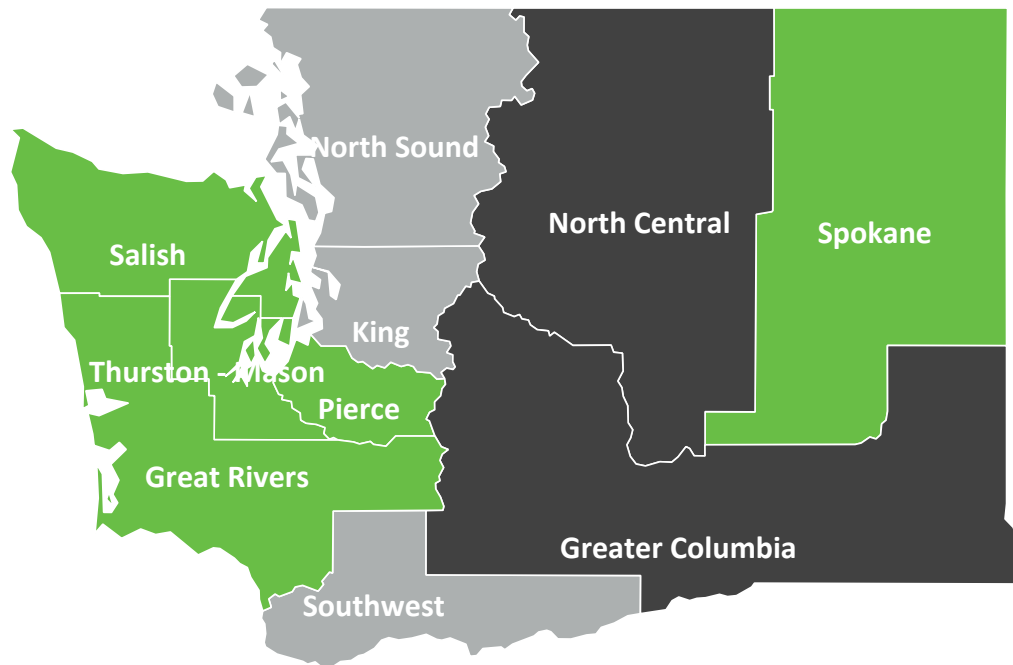 North Sound
North Central
Spokane
Salish
King
Thurston - Mason
Pierce
Great Rivers
Greater Columbia
Southwest